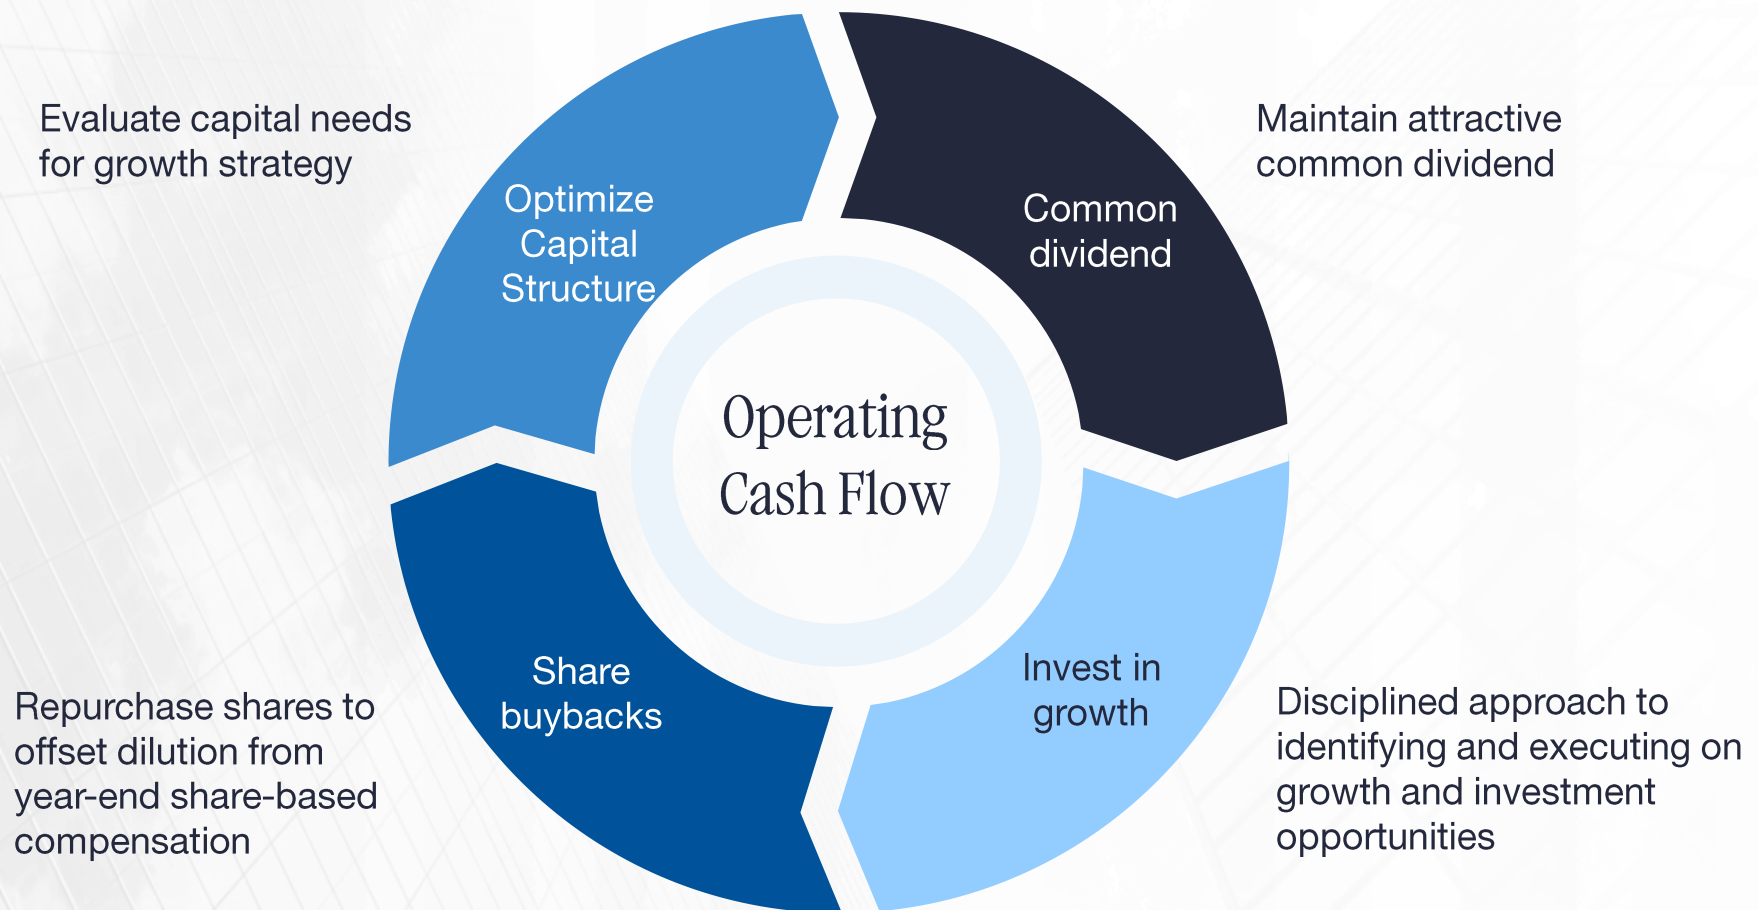 Evaluate capital needs
for growth strategy
Optimize
Capital
Structure
Common
dividend
Maintain attractive
common dividend
Operating
Cash Flow
Repurchase shares to
offset dilution from
year-end share-based
compensation
Share
buybacks
Invest in
growth
Disciplined approach to
identifying and executing on
growth and investment
opportunities